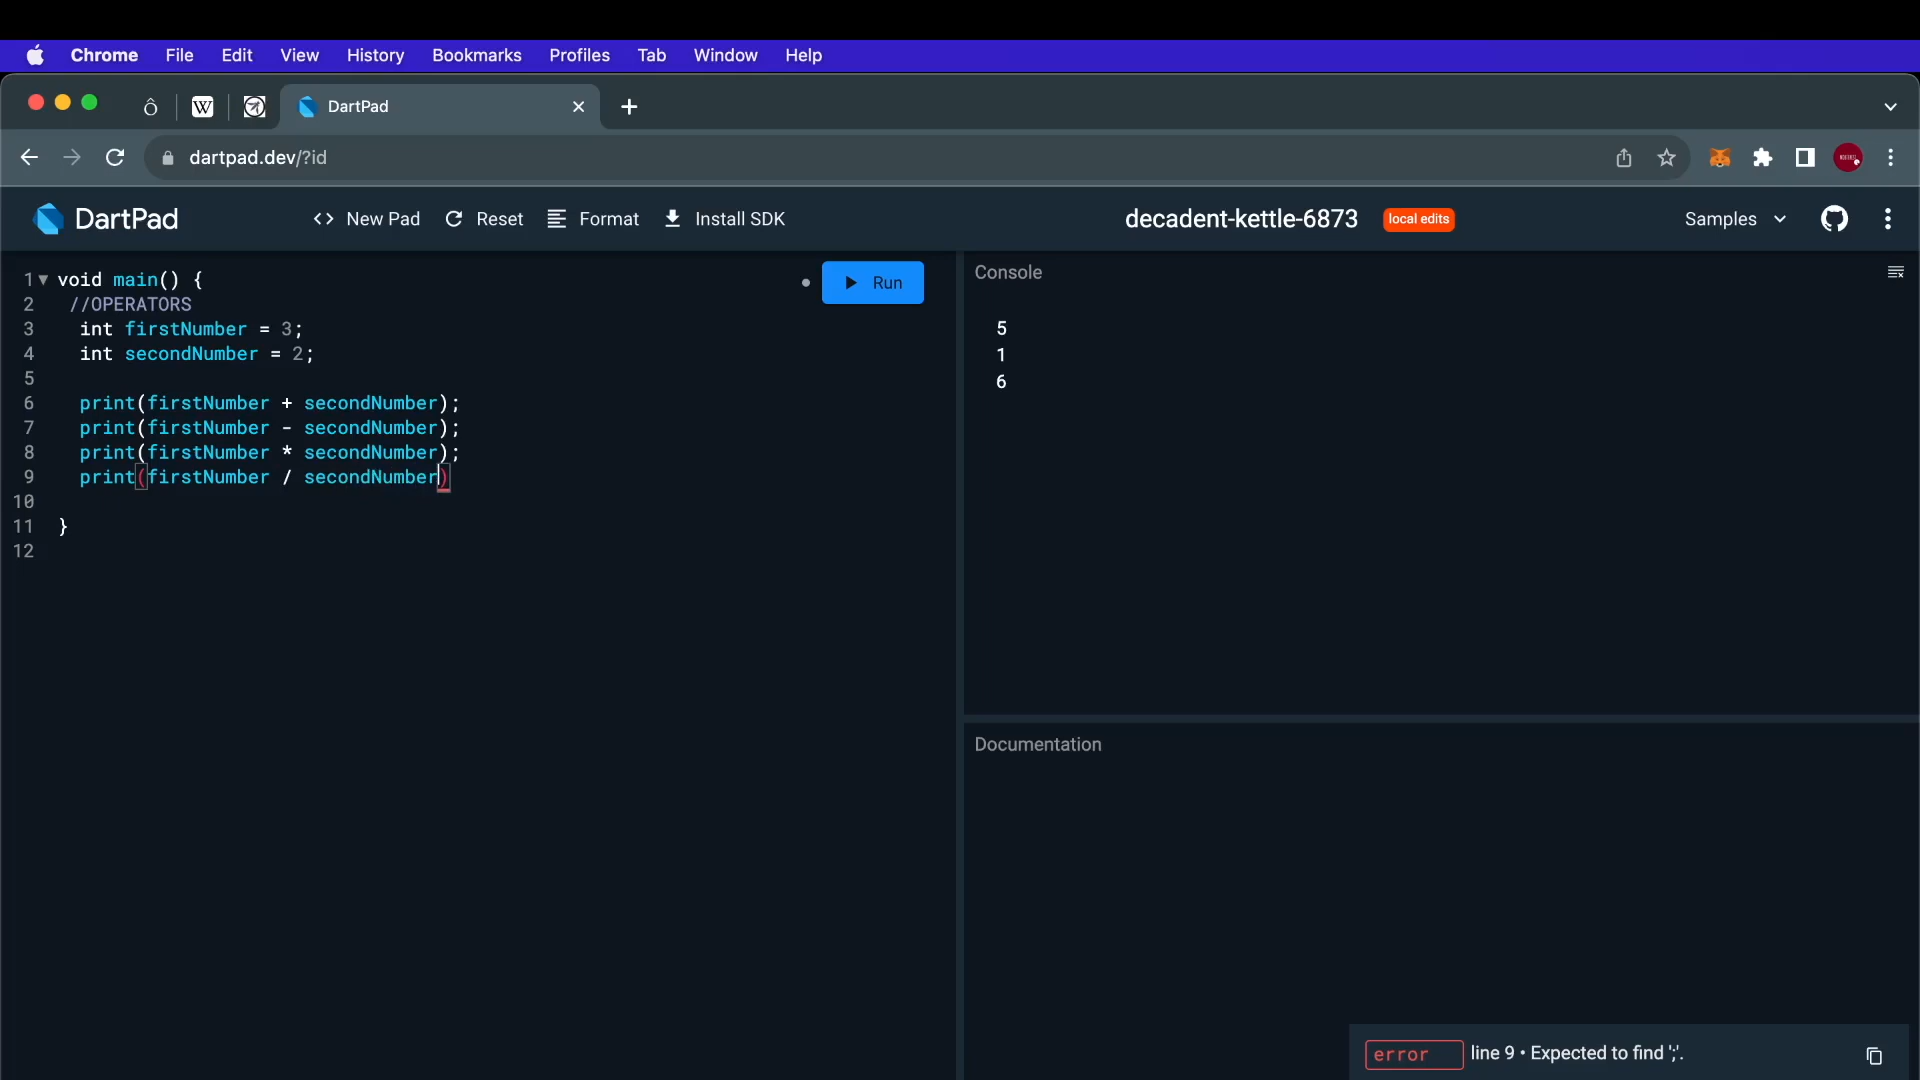 Chrome File Edit View History Bookmarks Profiles Tab Window Help
DartPad
dartpad.dev/?id
DartPad
New Pad Reset Format Install SDK
decadent-kettle-6873 local edits Samples
1 void main() {
2 //OPERATORS
3 int firstNumber = 3;
4 int secondNumber = 2;
5
6 print(firstNumber + secondNumber);
7 print(firstNumber - secondNumber);
8 print(firstNumber * secondNumber);
9 print(firstNumber / secondNumber)
10
11 }
12
Run
Console
5
1
6
Documentation
error line 9 • Expected to find ';'.